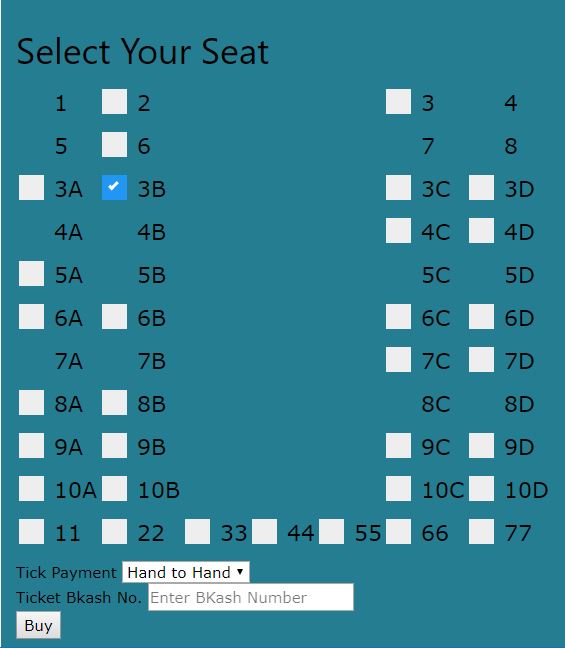 Select Your Seat
1 2 3 4
5 6 7 8
3A 3B 3C 3D
4A 4B 4C 4D
5A 5B 5C 5D
6A 6B 6C 6D
7A 7B 7C 7D
8A 8B 8C 8D
9A 9B 9C 9D
10A 10B 10C 10D
11 22 33 44 55 66 77
Tick Payment Hand to Hand
Ticket Bkash No. Enter BKash Number
Buy